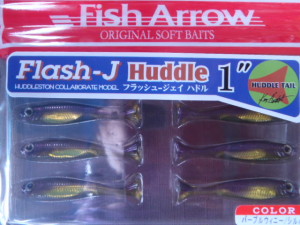 Fish Arrow
ORIGINAL SOFT BAITS
Flash-J Huddle 1"
HUDDLESTON COLLABORATE MODEL フラッシュ-ジェイ ハドル
HUDDLE TAIL
COLOR